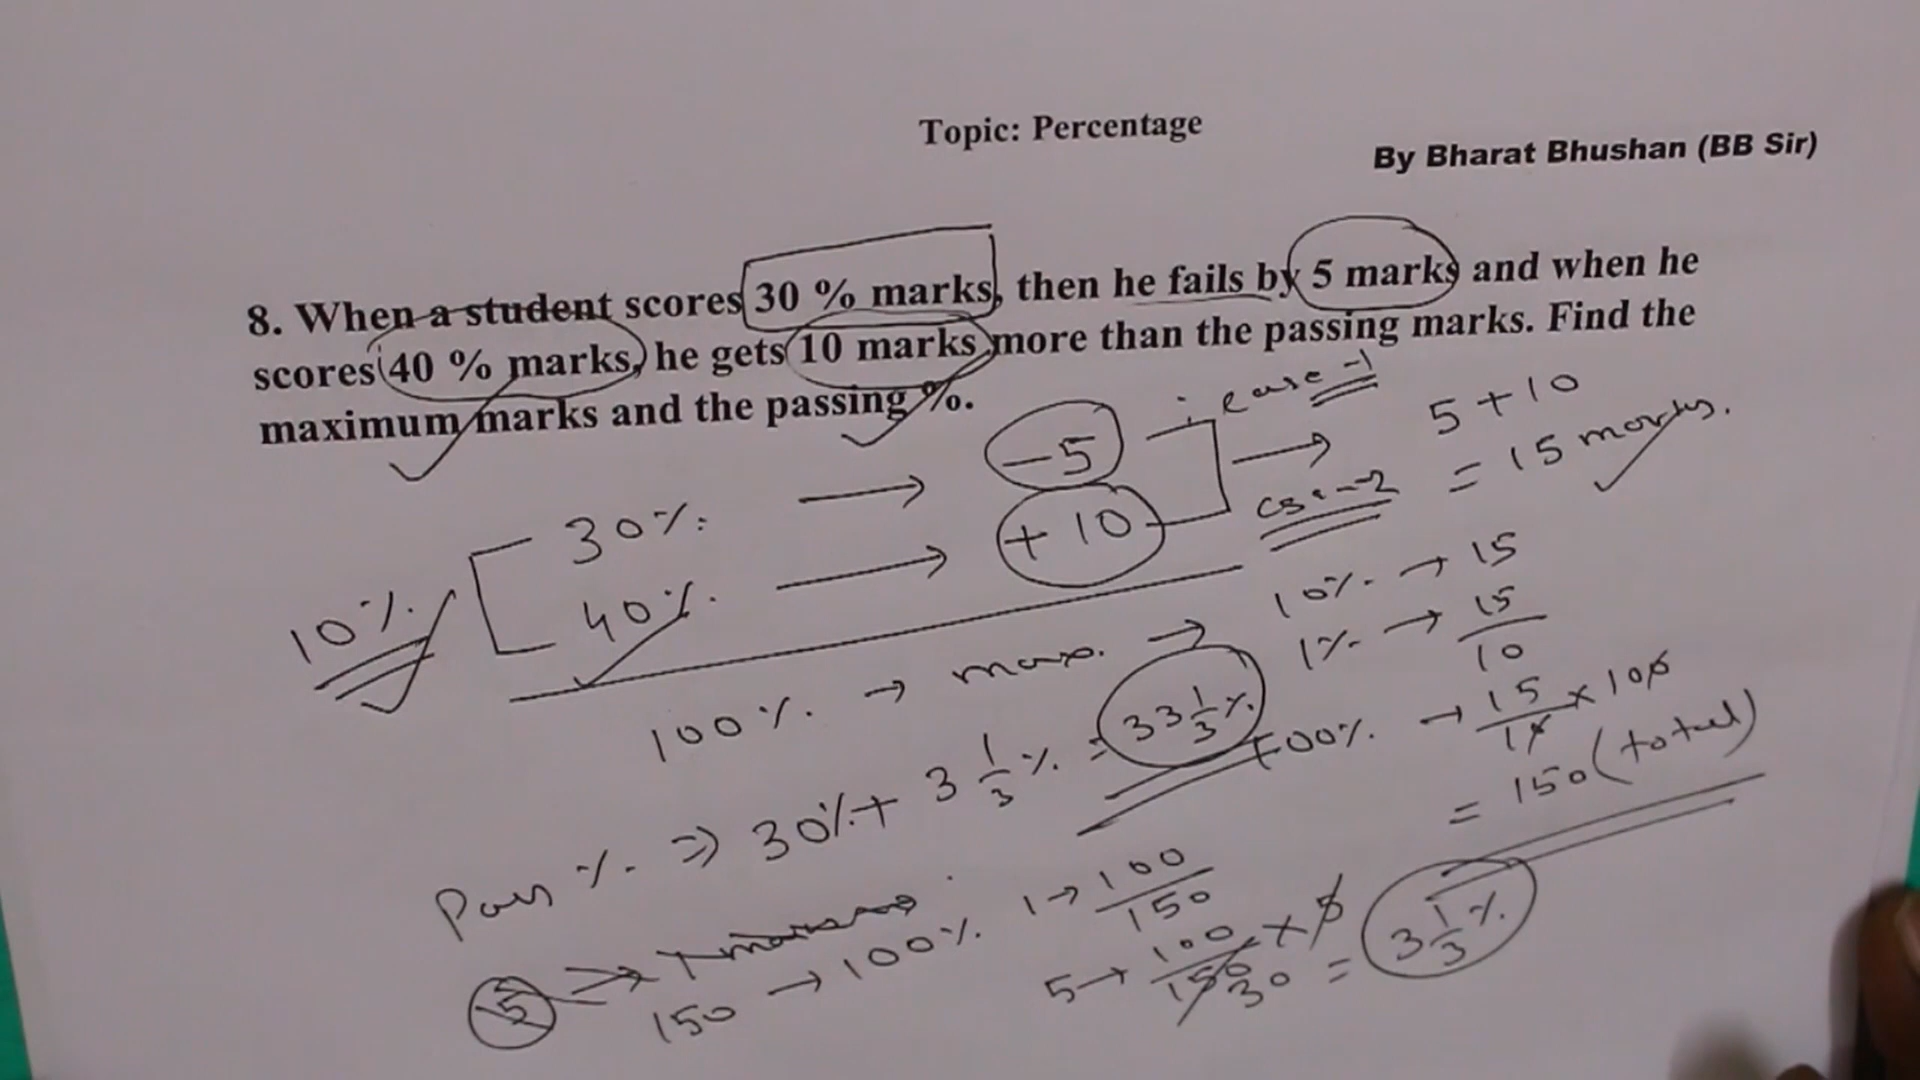 Topic: Percentage
By Bharat Bhushan (BB Sir)
8. When a student scores 30 % marks, then he fails by 5 marks and when he
scores 40 % marks, he gets 10 marks more than the passing marks. Find the
maximum marks and the passing %.
30% → -5 case-1
40% → +10
10%
→ 5+10
= 15 marks.
100% → max. →
10% → 15
1% → 15/10
100% → 15/10 × 100
= 150 (total)
Pass % ⇒ 30% + 3 1/3 % = 33 1/3 %
5 ⇒
150 → 100%
1 → 100/150
5 → 100/150 × 5
30
= 3 1/3 %